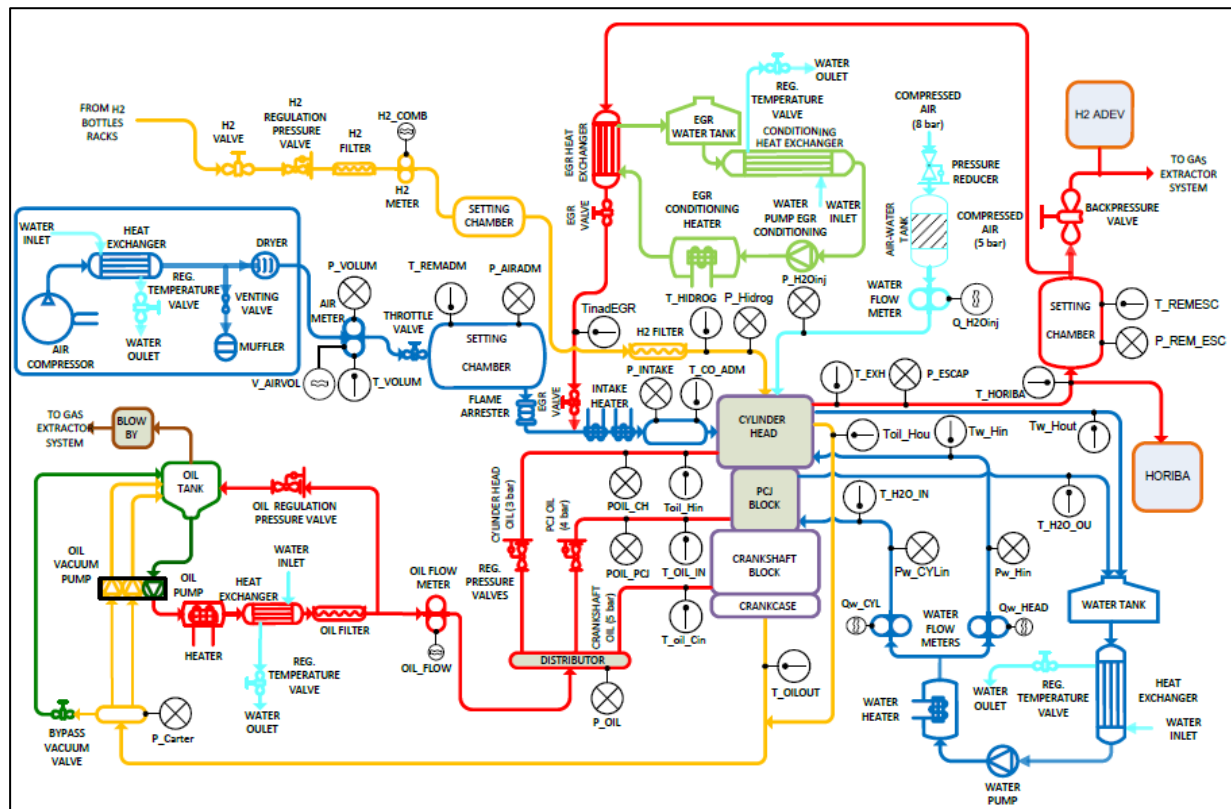 FROM H2
BOTTLES
RACKS
H2
VALVE
H2
REGULATION
PRESSURE
VALVE
H2
FILTER
H2_COMB
H2
METER
SETTING
CHAMBER
EGR HEAT
EXCHANGER
EGR
VALVE
EGR
WATER TANK
WATER
OULET
REG.
TEMPERATURE
VALVE
CONDITIONING
HEAT EXCHANGER
EGR
CONDITIONING
HEATER
WATER
PUMP EGR
CONDITIONING
WATER
INLET
COMPRESSED
AIR
(8 bar)
PRESSURE
REDUCER
AIR-WATER
TANK
COMPRESSED
AIR
(5 bar)
WATER
FLOW
METER
Q_H2Oinj
H2 ADEV
TO GAS
EXTRACTOR
SYSTEM
BACKPRESSURE
VALVE
SETTING
CHAMBER
T_REMESC
P_REM_ESC
T_HORIBA
HORIBA
WATER
INLET
HEAT
EXCHANGER
DRYER
REG.
TEMPERATURE
VALVE
VENTING
VALVE
AIR
COMPRESSOR
WATER
OULET
MUFFLER
P_VOLUM
AIR
METER
V_AIRVOL
T_VOLUM
THROTTLE
VALVE
T_REMADM
P_AIRADM
SETTING
CHAMBER
FLAME
ARRESTER
EGR
VALVE
TinadEGR
H2 FILTER
T_HIDROG
P_Hidrog
P_H2Oinj
INTAKE
HEATER
P_INTAKE
T_CO_ADM
T_EXH
P_ESCAP
CYLINDER
HEAD
PCJ
BLOCK
CRANKSHAFT
BLOCK
CRANKCASE
Toil_Hou
Tw_Hin
Tw_Hout
T_H2O_IN
T_H2O_OU
Pw_CYLin
Pw_Hin
Qw_CYL
Qw_HEAD
WATER
FLOW
METERS
WATER TANK
WATER
HEATER
WATER
OULET
REG.
TEMPERATURE
VALVE
HEAT
EXCHANGER
WATER
INLET
WATER
PUMP
TO GAS
EXTRACTOR
SYSTEM
BLOW
BY
OIL
TANK
OIL REGULATION
PRESSURE VALVE
OIL
VACUUM
PUMP
OIL
PUMP
HEATER
HEAT
EXCHANGER
WATER
INLET
OIL FILTER
REG.
TEMPERATURE
VALVE
WATER
OULET
OIL FLOW
METER
OIL_FLOW
BYPASS
VACUUM
VALVE
P_Carter
CYLINDER HEAD
OIL (3 bar)
PCJ OIL
(4 bar)
REG.
PRESSURE
VALVES
CRANKSHAFT
OIL (5 bar)
DISTRIBUTOR
P_OIL
POIL_CH
Toil_Hin
POIL_PCJ
T_OIL_IN
T_oil_Cin
T_OILOUT